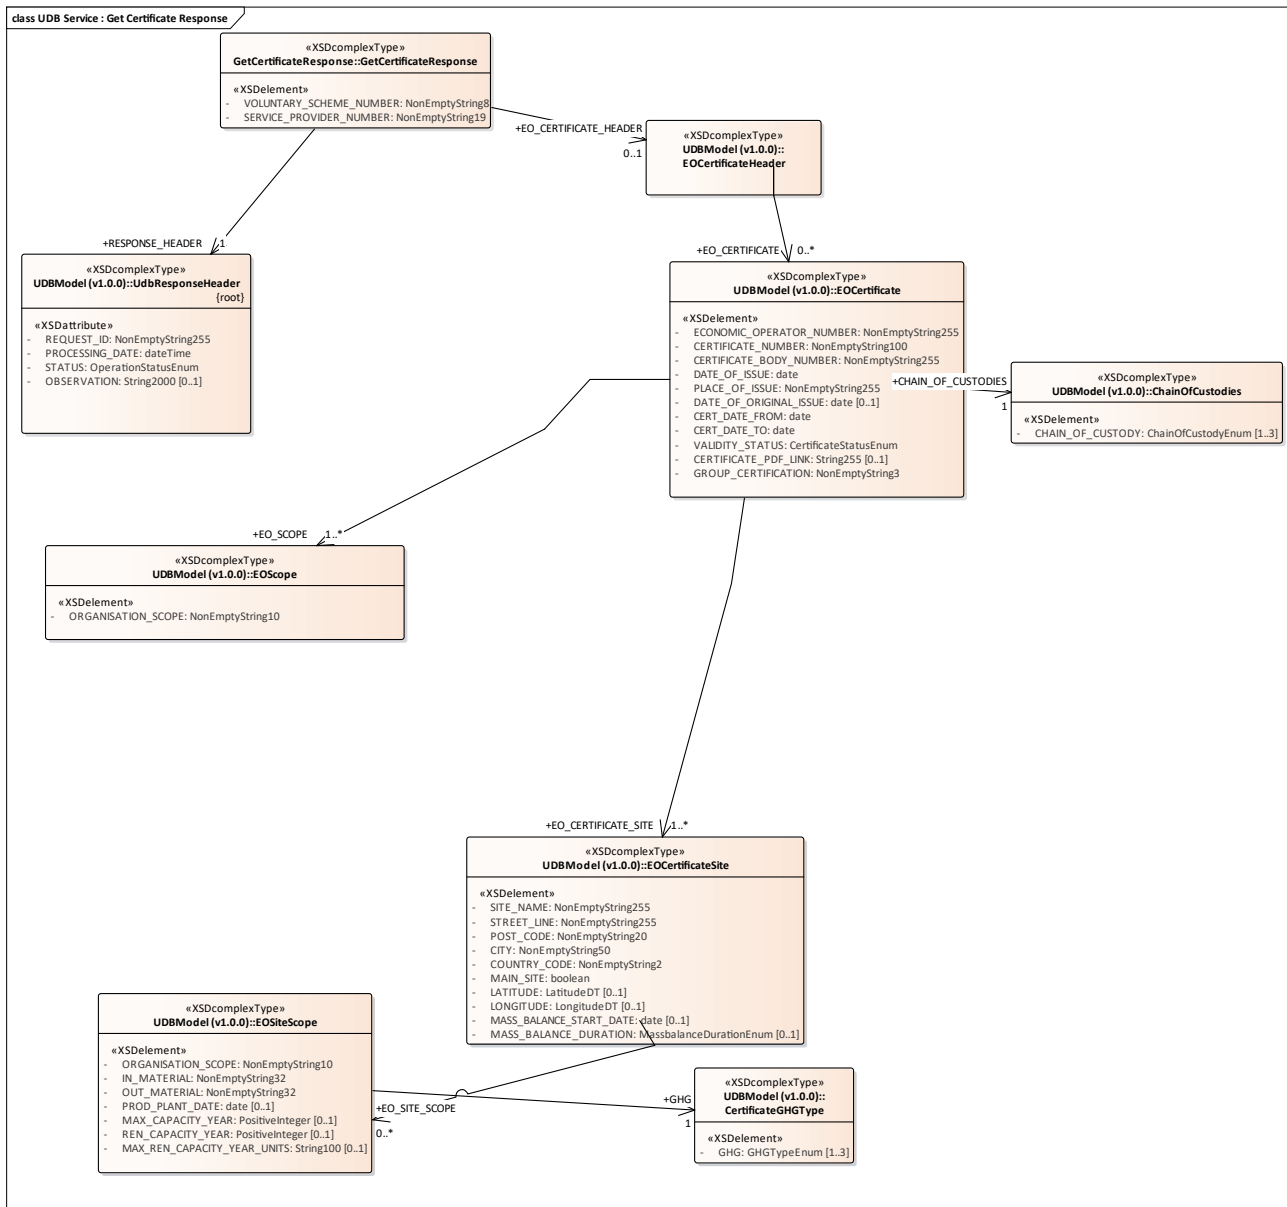 class UDB Service : Get Certificate Response
«XSDcomplexType»
GetCertificateResponse::GetCertificateResponse
«XSDelement»
- VOLUNTARY_SCHEME_NUMBER: NonEmptyString8
- SERVICE_PROVIDER_NUMBER: NonEmptyString19
+EO_CERTIFICATE_HEADER
0..1
«XSDcomplexType»
UDBModel (v1.0.0)::
EOCertificateHeader
+RESPONSE_HEADER
1
«XSDcomplexType»
UDBModel (v1.0.0)::UdbResponseHeader
{root}
«XSDattribute»
- REQUEST_ID: NonEmptyString255
- PROCESSING_DATE: dateTime
- STATUS: OperationStatusEnum
- OBSERVATION: String2000 [0..1]
+EO_CERTIFICATE
0..*
«XSDcomplexType»
UDBModel (v1.0.0)::EOCertificate
«XSDelement»
- ECONOMIC_OPERATOR_NUMBER: NonEmptyString255
- CERTIFICATE_NUMBER: NonEmptyString100
- CERTIFICATE_BODY_NUMBER: NonEmptyString255
- DATE_OF_ISSUE: date
- PLACE_OF_ISSUE: NonEmptyString255
- DATE_OF_ORIGINAL_ISSUE: date [0..1]
- CERT_DATE_FROM: date
- CERT_DATE_TO: date
- VALIDITY_STATUS: CertificateStatusEnum
- CERTIFICATE_PDF_LINK: String255 [0..1]
- GROUP_CERTIFICATION: NonEmptyString3
+CHAIN_OF_CUSTODIES
1
«XSDcomplexType»
UDBModel (v1.0.0)::ChainOfCustodies
«XSDelement»
- CHAIN_OF_CUSTODY: ChainOfCustodyEnum [1..3]
+EO_SCOPE
1..*
«XSDcomplexType»
UDBModel (v1.0.0)::EOScope
«XSDelement»
- ORGANISATION_SCOPE: NonEmptyString10
+EO_CERTIFICATE_SITE
1..*
«XSDcomplexType»
UDBModel (v1.0.0)::EOCertificateSite
«XSDelement»
- SITE_NAME: NonEmptyString255
- STREET_LINE: NonEmptyString255
- POST_CODE: NonEmptyString20
- CITY: NonEmptyString50
- COUNTRY_CODE: NonEmptyString2
- MAIN_SITE: boolean
- LATITUDE: LatitudeDT [0..1]
- LONGITUDE: LongitudeDT [0..1]
- MASS_BALANCE_START_DATE: date [0..1]
- MASS_BALANCE_DURATION: MassbalanceDurationEnum [0..1]
«XSDcomplexType»
UDBModel (v1.0.0)::EOSiteScope
«XSDelement»
- ORGANISATION_SCOPE: NonEmptyString10
- IN_MATERIAL: NonEmptyString32
- OUT_MATERIAL: NonEmptyString32
- PROD_PLANT_DATE: date [0..1]
- MAX_CAPACITY_YEAR: PositiveInteger [0..1]
- REN_CAPACITY_YEAR: PositiveInteger [0..1]
- MAX_REN_CAPACITY_YEAR_UNITS: String100 [0..1]
+EO_SITE_SCOPE
0..*
+GHG
1
«XSDcomplexType»
UDBModel (v1.0.0)::
CertificateGHGType
«XSDelement»
- GHG: GHGTypeEnum [1..3]